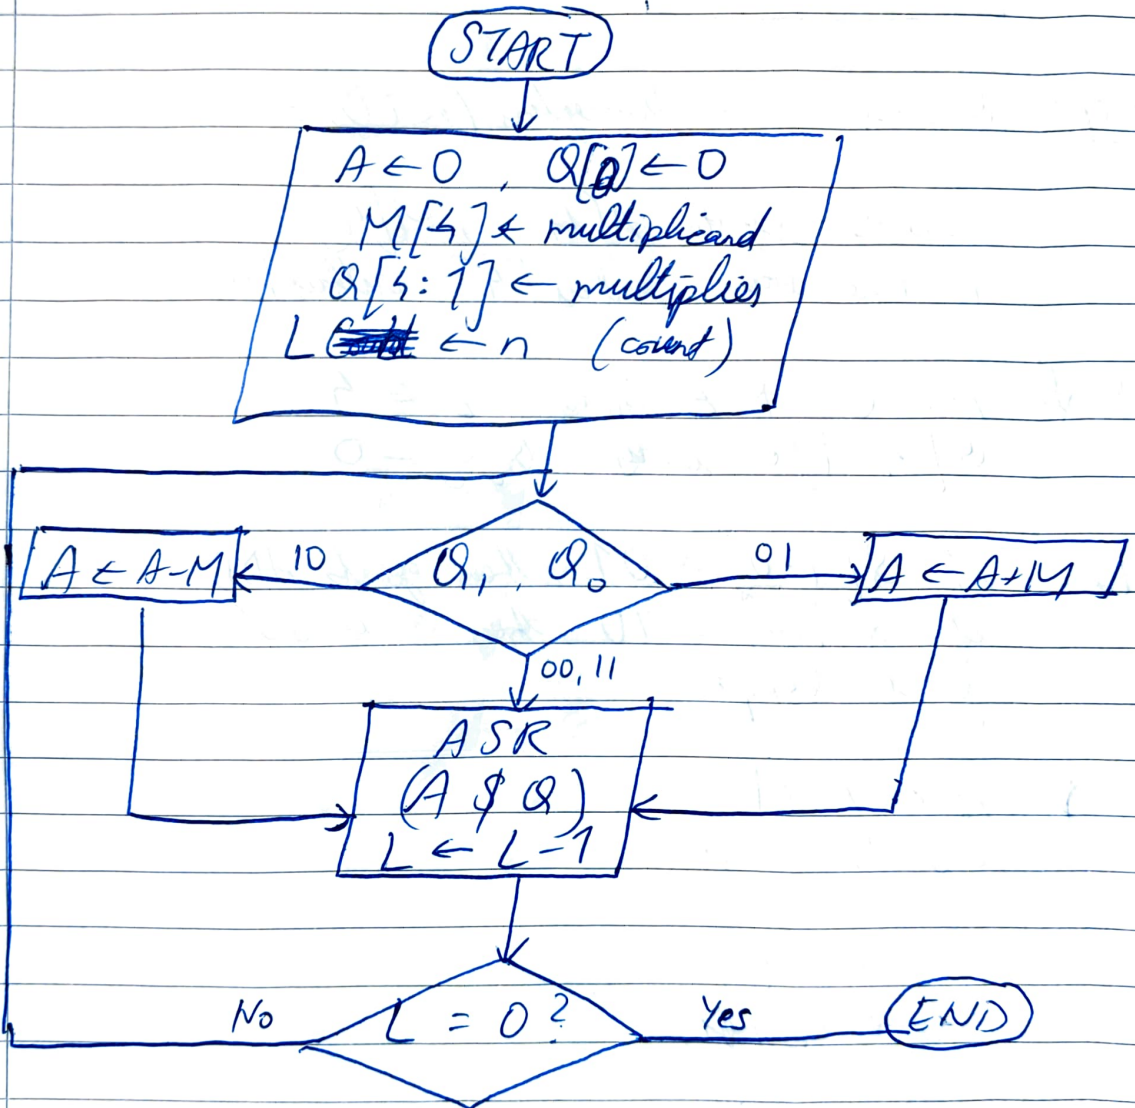 START
A ← 0 , Q[0] ← 0
M[4] ← multiplicand
Q[4:1] ← multiplier
L ← n (count)
10
Q₁, Q₀
01
A ← A-M
A ← A+M
00, 11
ASR
(A & Q)
L ← L-1
No
L = 0?
Yes
END